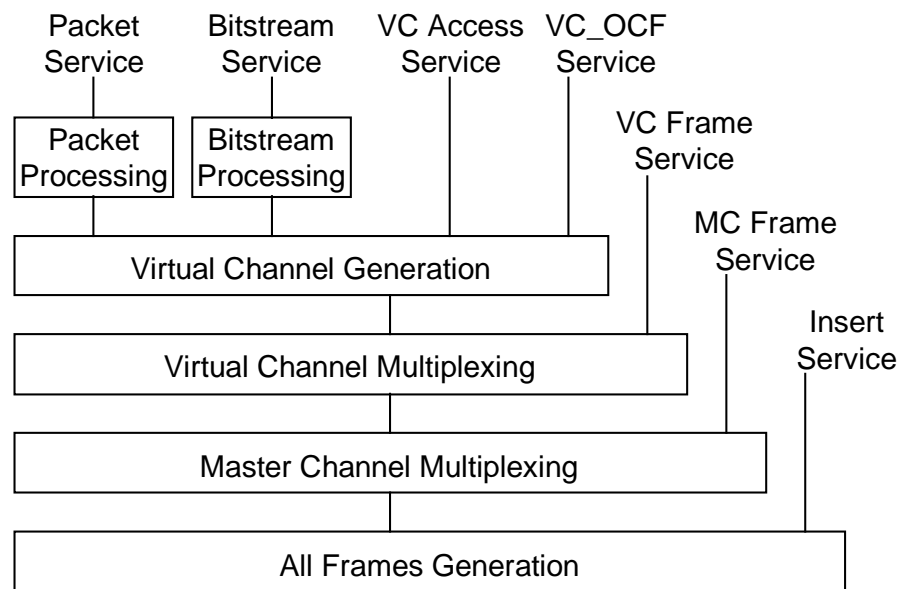 Packet
Service
Bitstream
Service
VC Access
Service
VC_OCF
Service
Packet
Processing
Bitstream
Processing
VC Frame
Service
MC Frame
Service
Virtual Channel Generation
Insert
Service
Virtual Channel Multiplexing
Master Channel Multiplexing
All Frames Generation